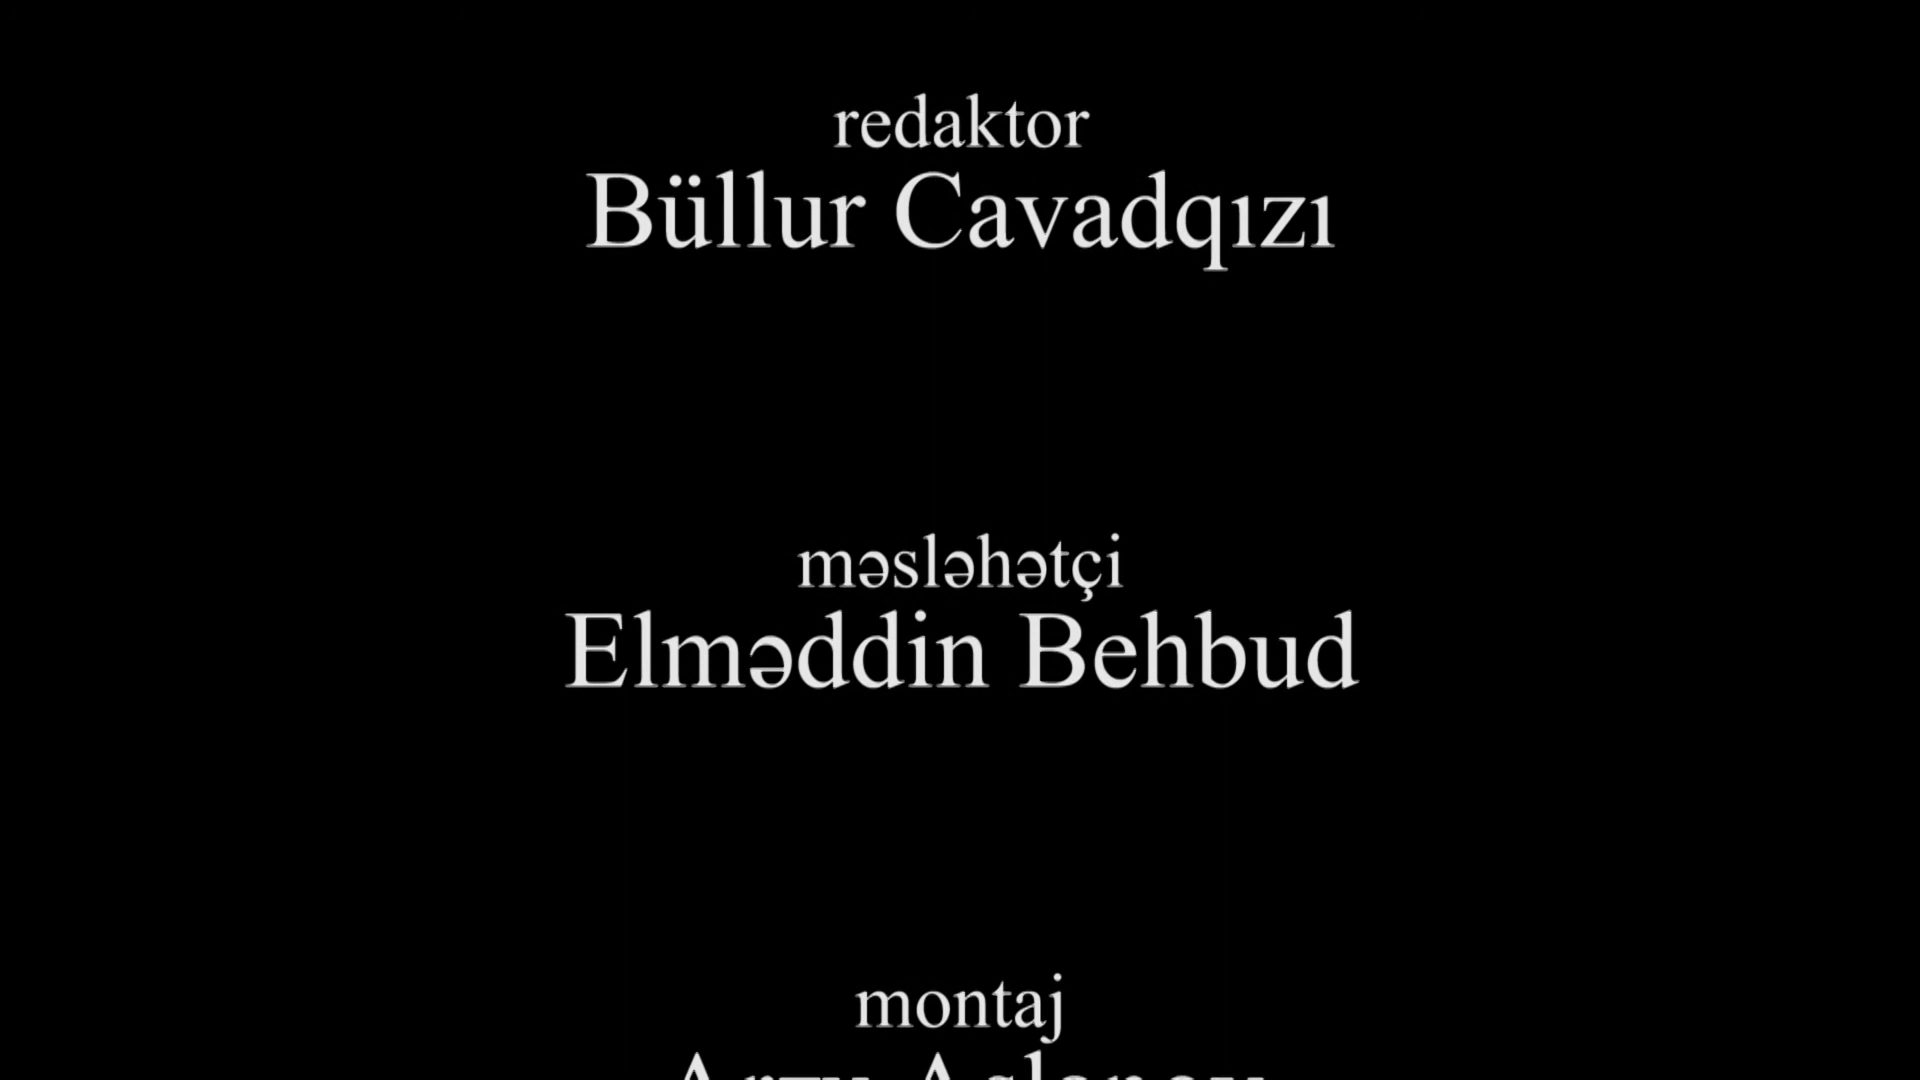 redaktor
Büllur Cavadqızı
məsləhətçi
Elməddin Behbud
montaj